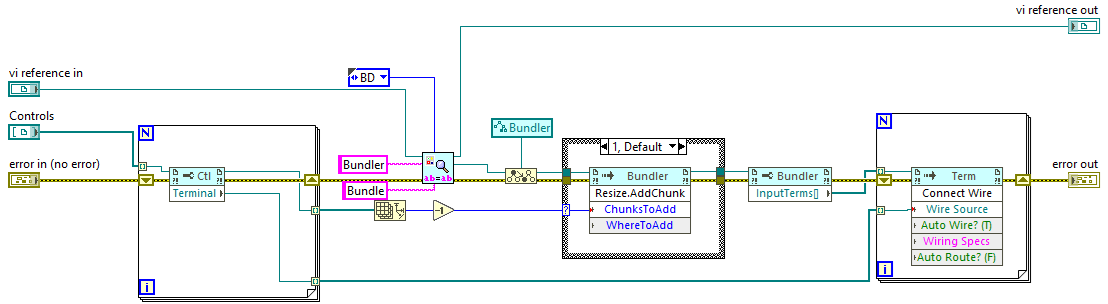 vi reference out
vi reference in
BD
Controls
error in (no error)
N
Ctl
Terminal
i
Bundler
Bundle
ab=ab
-1
Bundler
1, Default
?
Bundler
Resize.AddChunk
ChunksToAdd
WhereToAdd
Bundler
InputTerms[]
N
Term
Connect Wire
Wire Source
Auto Wire? (T)
Wiring Specs
Auto Route? (F)
i
error out